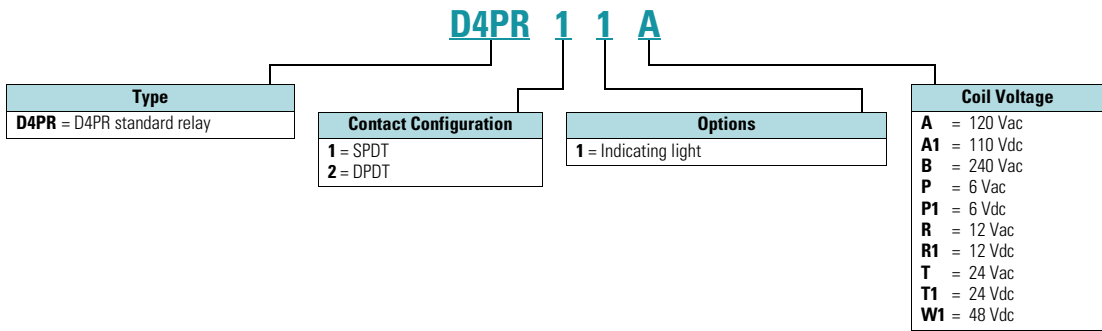 D4PR 1 1 A
Type
D4PR = D4PR standard relay
Contact Configuration
1 = SPDT
2 = DPDT
Options
1 = Indicating light
Coil Voltage
A = 120 Vac
A1 = 110 Vdc
B = 240 Vac
P = 6 Vac
P1 = 6 Vdc
R = 12 Vac
R1 = 12 Vdc
T = 24 Vac
T1 = 24 Vdc
W1 = 48 Vdc